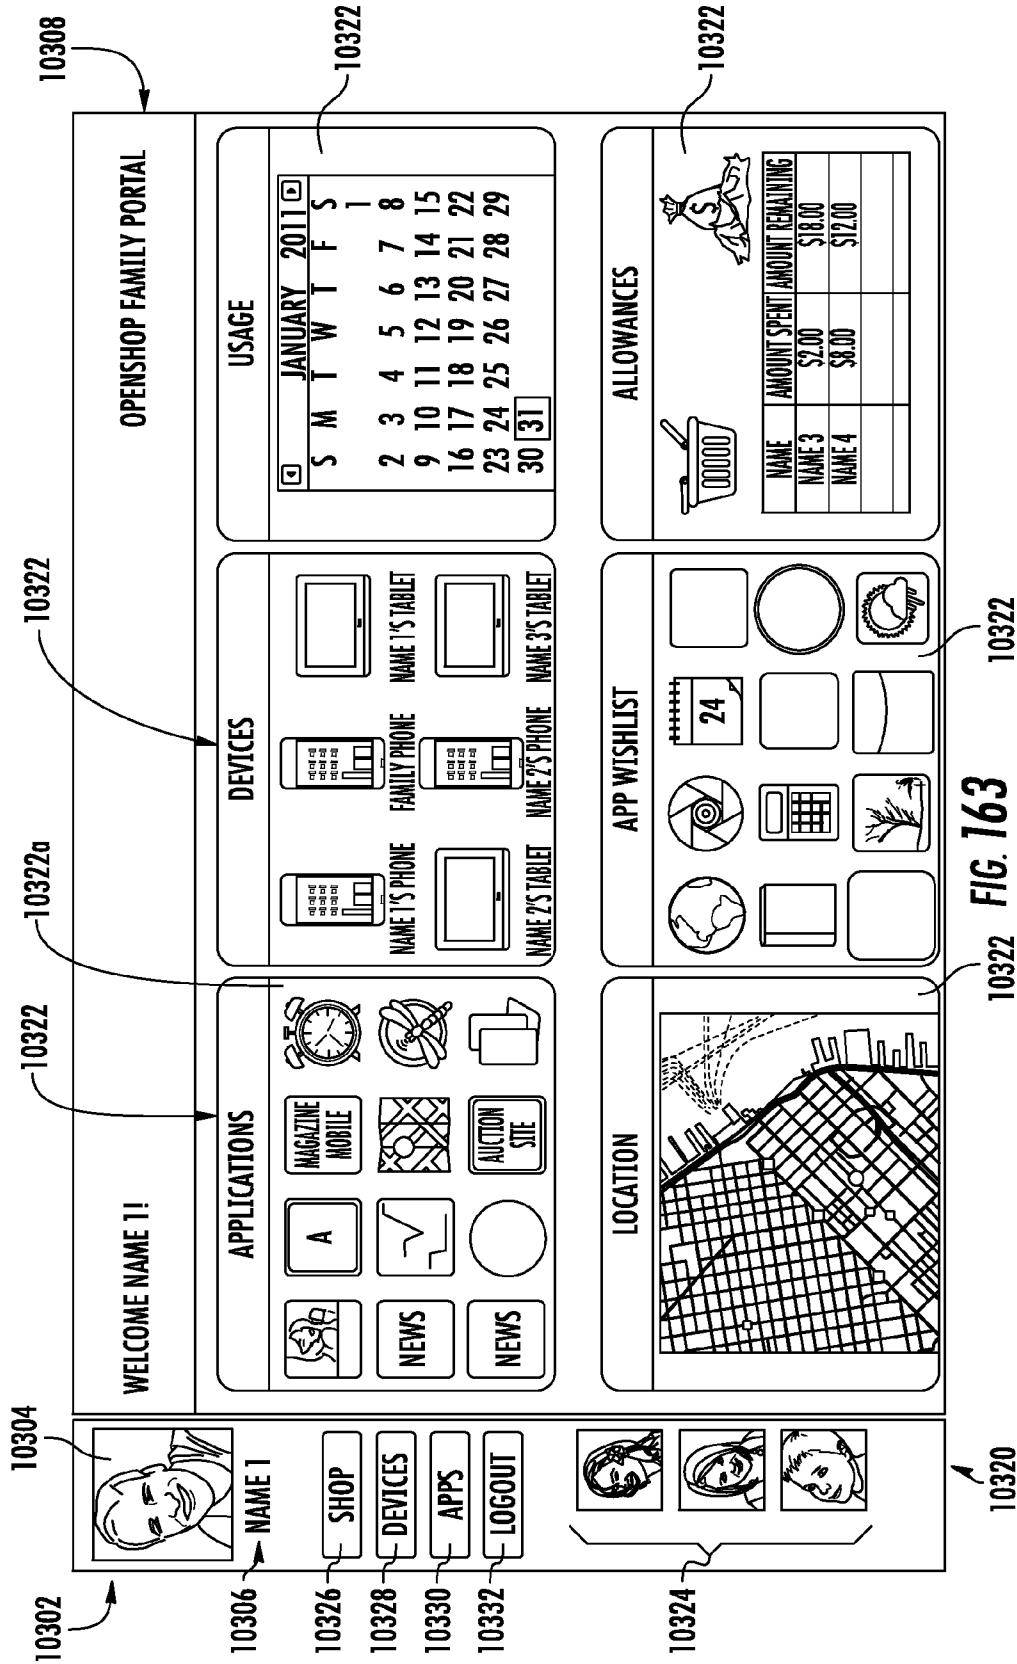 10302
10304
10306
NAME 1
10326
SHOP
10328
DEVICES
10330
APPS
10332
LOGOUT
10324
10320
10308
WELCOME NAME 1!
OPENSHOP FAMILY PORTAL
10322
10322a
APPLICATIONS
A
MAGAZINE
MOBILE
NEWS
NEWS
AUCTION
SITE
10322
DEVICES
NAME 1'S PHONE
FAMILY PHONE
NAME 1'S TABLET
NAME 2'S TABLET
NAME 2'S PHONE
NAME 3'S TABLET
10322
USAGE
JANUARY 2011
S M T W T F S
1
2 3 4 5 6 7 8
9 10 11 12 13 14 15
16 17 18 19 20 21 22
23 24 25 26 27 28 29
30 31
LOCATION
10322
APP WISHLIST
24
10322
ALLOWANCES
$
NAME AMOUNT SPENT AMOUNT REMAINING
NAME 3 $2.00 $18.00
NAME 4 $8.00 $12.00
10322
FIG. 163